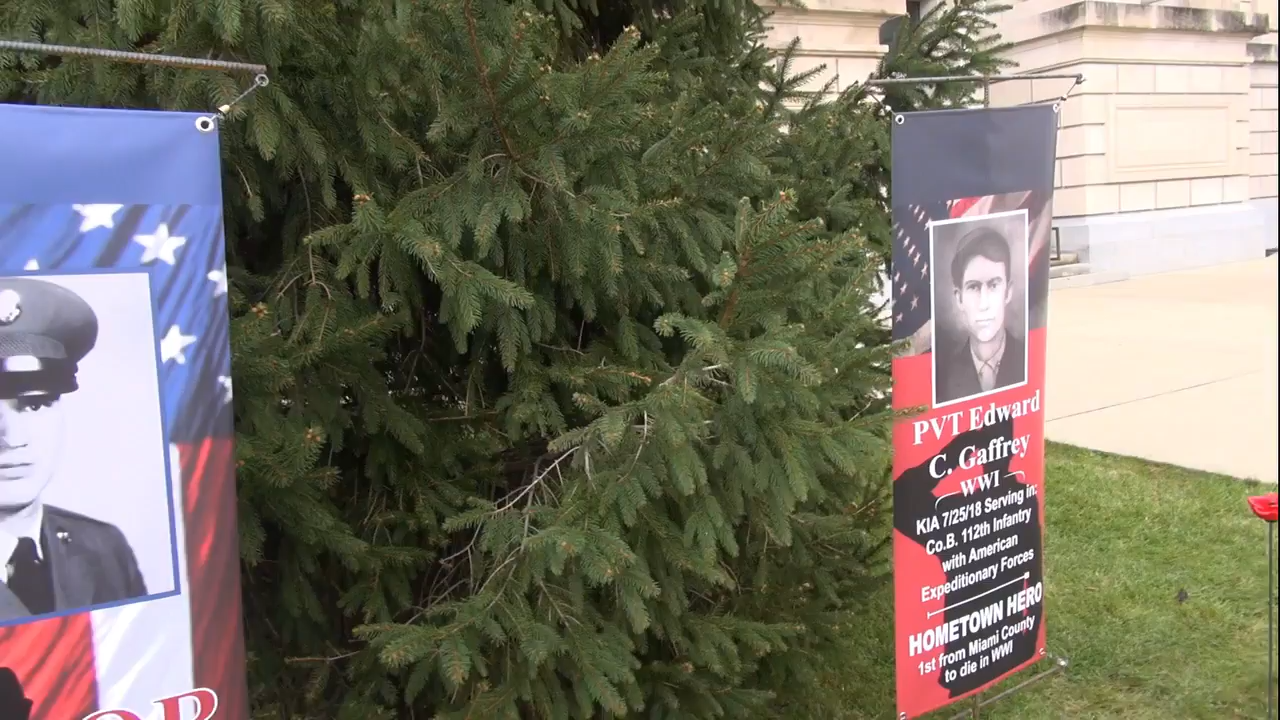 PVT Edward
C. Gaffrey
WWI
KIA 7/25/18 Serving in:
Co.B. 112th Infantry
with American
Expeditionary Forces
HOMETOWN HERO
1st from Miami County
to die in WWI